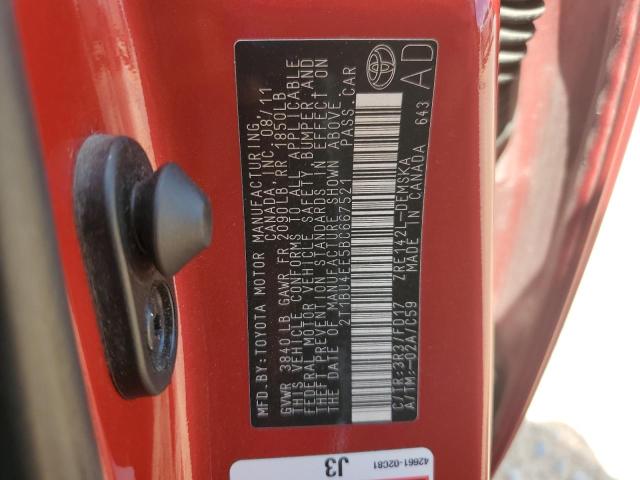 MFD.BY:TOYOTA MOTOR MANUFACTURING,
CANADA, INC. 08/11
GVWR 3840LB GAWR FR 2090LB RR 1850LB
THIS VEHICLE CONFORMS TO ALL APPLICABLE
FEDERAL MOTOR VEHICLE SAFETY, BUMPER, AND
THEFT PREVENTION STANDARDS IN EFFECT ON
THE DATE OF MANUFACTURE SHOWN ABOVE.
2T1BU4EE5BC667521 PASS.CAR
C/TR:3R3/FD17 ZRE142L-DEMSKA
A/TM:-02A/C59 MADE IN CANADA 643
AD
42661-02C81
J3